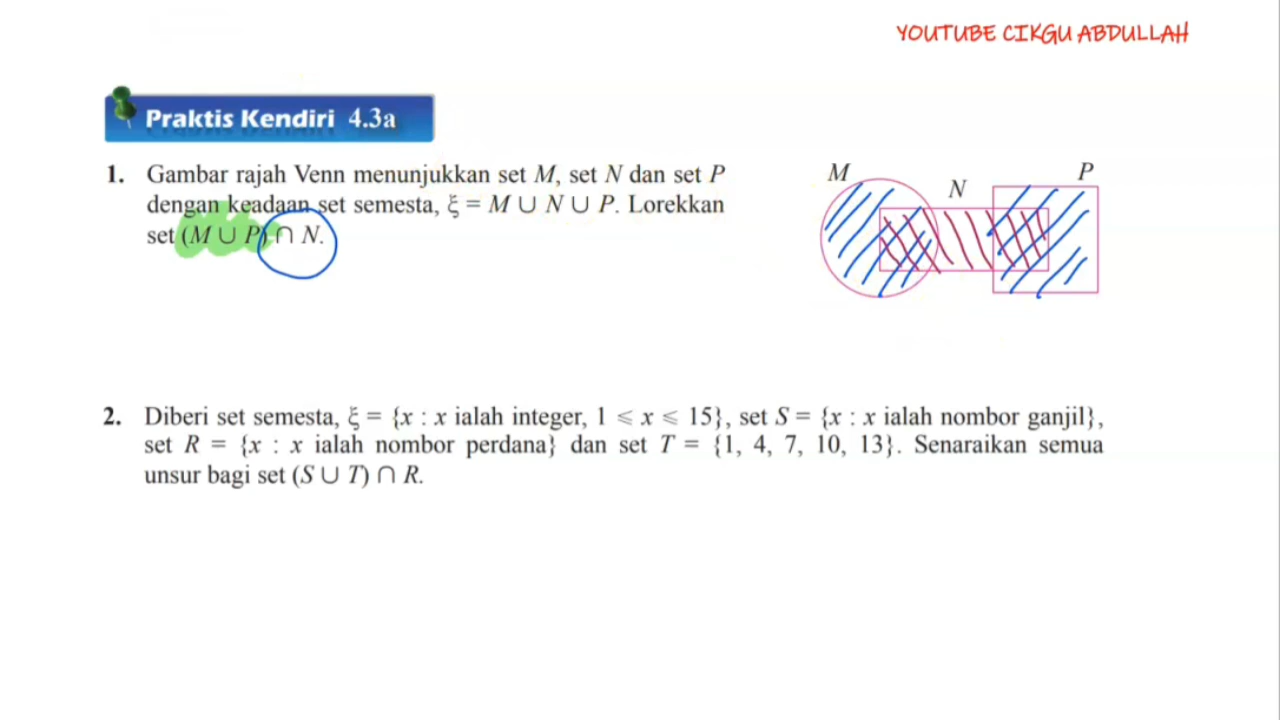 YOUTUBE CIKGU ABDULLAH
Praktis Kendiri 4.3a
1. Gambar rajah Venn menunjukkan set M, set N dan set P
dengan keadaan set semesta, ξ = M ∪ N ∪ P. Lorekkan
set (M ∪ P) ∩ N.
M
N
P
2. Diberi set semesta, ξ = {x : x ialah integer, 1 ⩽ x ⩽ 15}, set S = {x : x ialah nombor ganjil},
set R = {x : x ialah nombor perdana} dan set T = {1, 4, 7, 10, 13}. Senaraikan semua
unsur bagi set (S ∪ T) ∩ R.